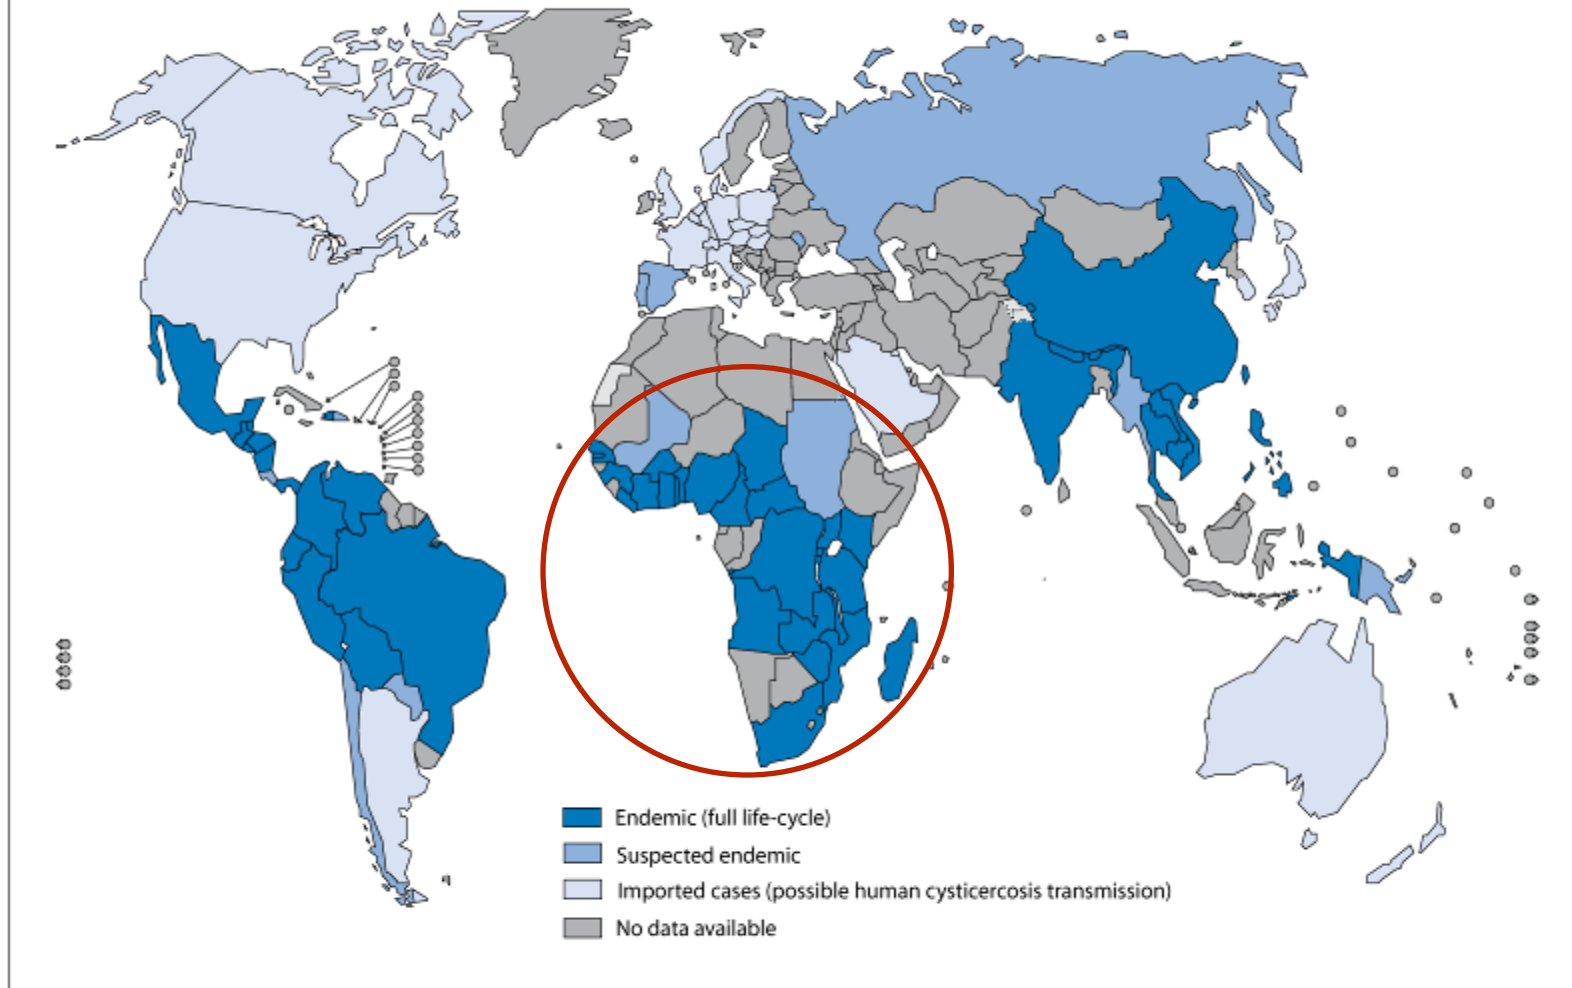 Endemic (full life-cycle)
Suspected endemic
Imported cases (possible human cysticercosis transmission)
No data available